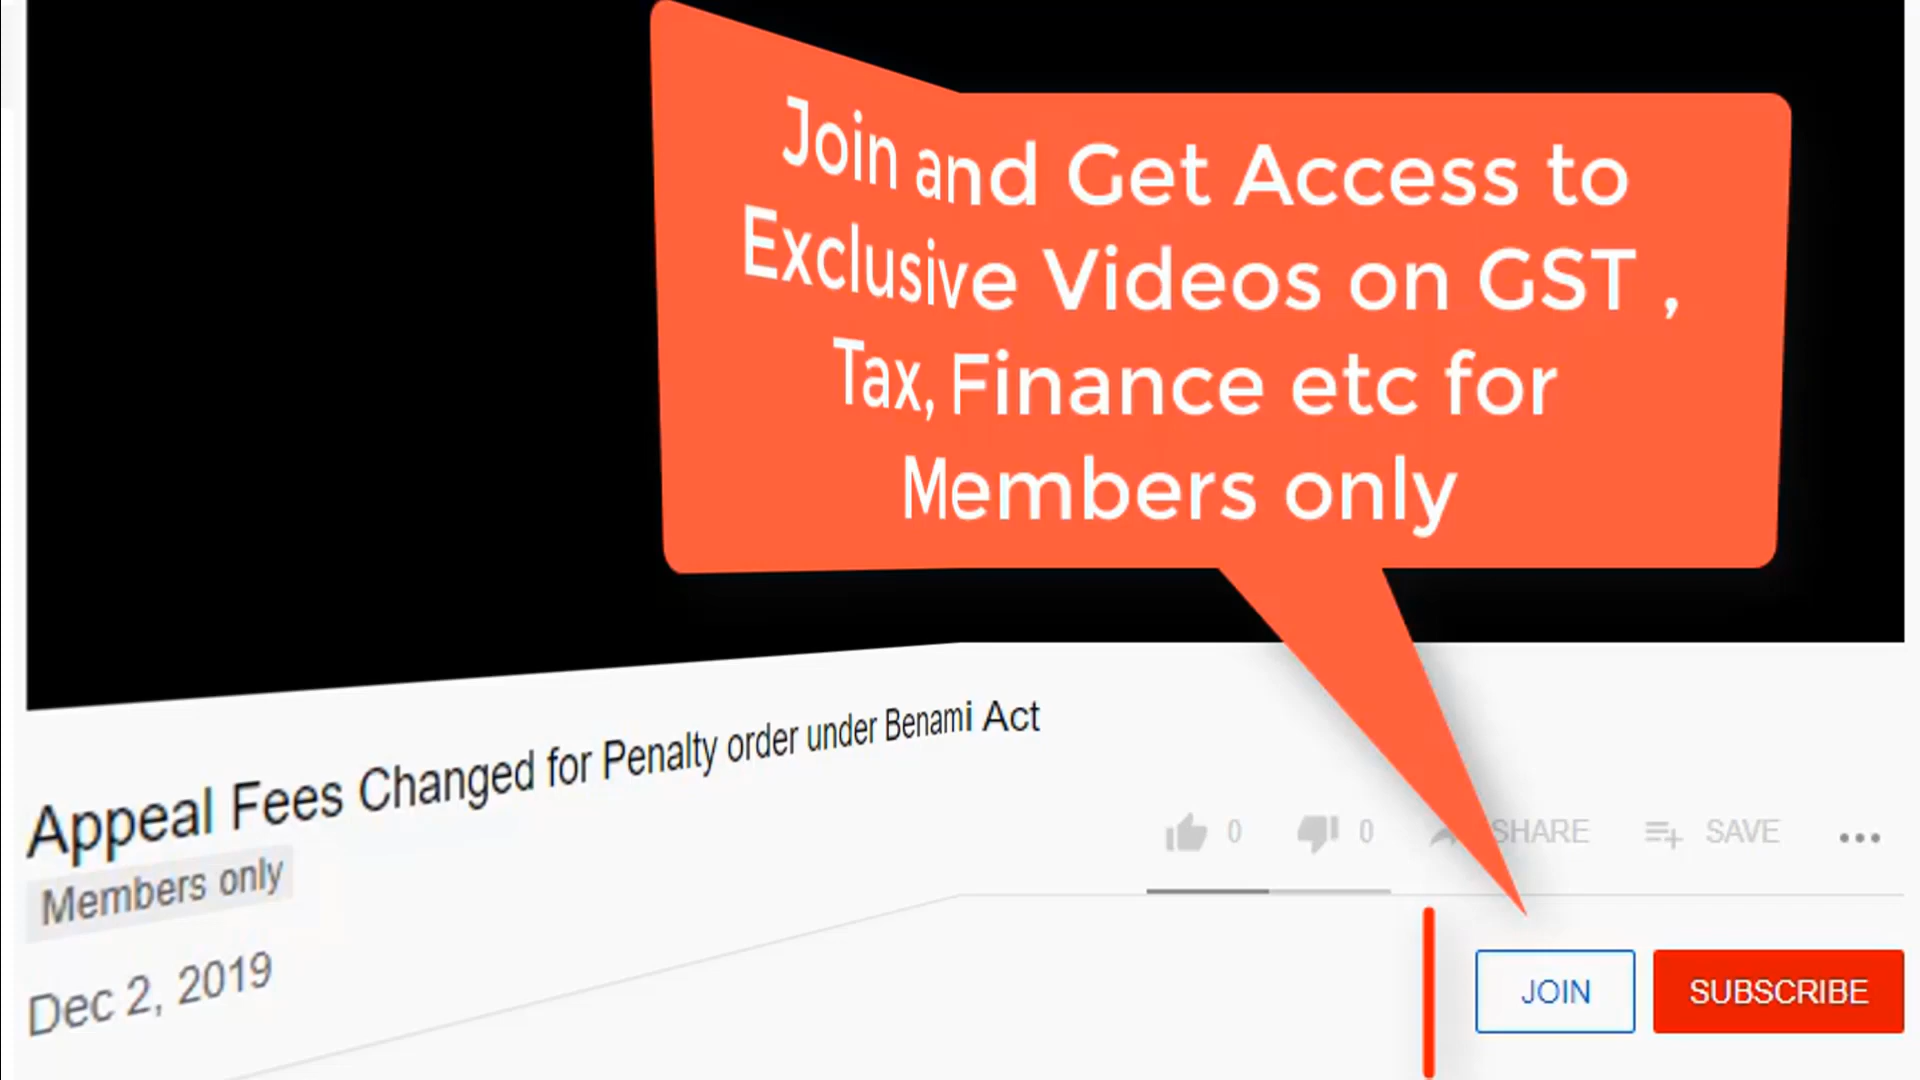 Join and Get Access to
Exclusive Videos on GST ,
Tax, Finance etc for
Members only
Appeal Fees Changed for Penalty order under Benami Act
Members only
0 0 SHARE SAVE
Dec 2, 2019
JOIN SUBSCRIBE